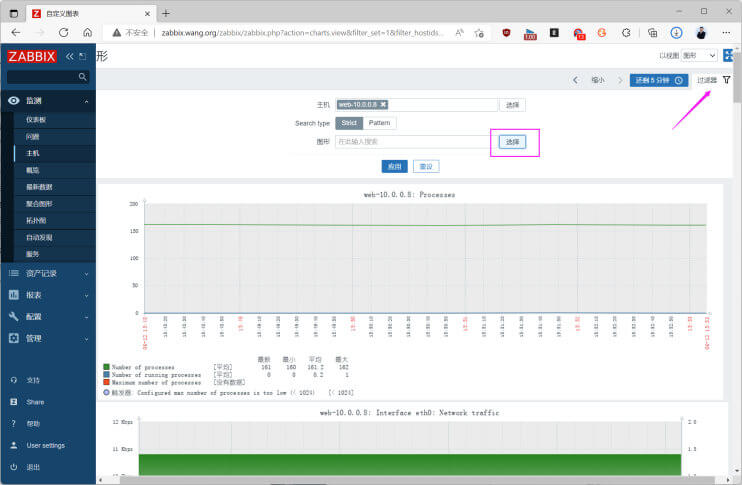 自定义图表
不安全 | zabbix.wang.org/zabbix/zabbix.php?action=charts.view&filter_set=1&filter_hostids...
ZABBIX
形
以视图 图形
缩小
过滤器
监测
仪表板
问题
主机
概览
最新数据
聚合图形
拓扑图
自动发现
服务
资产记录
报表
配置
管理
支持
Share
帮助
User settings
退出
主机 web-10.0.0.8 选择
Search type Strict Pattern
图形 在此输入搜索 选择
应用 重设
web-10.0.0.8: Processes
200
150
100
50
0
最新 最小 平均 最大
Number of processes [平均] 161 160 161.2 162
Number of running processes [平均] 0 0 0.2 1
Maximum number of processes [没有数据]
触发器: Configured max number of processes is too low (< 1024) [< 1024]
web-10.0.0.8: Interface eth0: Network traffic
12 Kbps 2.0
11 Kbps 1.5